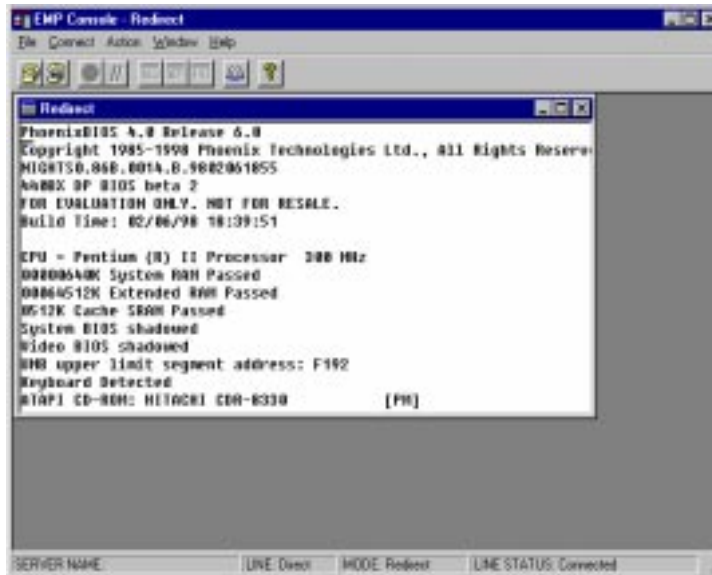 EMP Console - Redirect
File Connect Action Window Help
Redirect
PhoenixBIOS 4.0 Release 6.0
Copyright 1985-1998 Phoenix Technologies Ltd., All Rights Reserve
NIGHTS0.86B.0014.B.9802061855
440BX DP BIOS beta 2
FOR EVALUATION ONLY. NOT FOR RESALE.
Build Time: 02/06/98 18:39:51
CPU = Pentium (R) II Processor 300 MHz
00000640K System RAM Passed
00064512K Extended RAM Passed
0512K Cache SRAM Passed
System BIOS shadowed
Video BIOS shadowed
UMB upper limit segment address: F192
Keyboard Detected
ATAPI CD-ROM: HITACHI CDR-8330 [PM]
SERVER NAME: LINE: Direct MODE: Redirect LINE STATUS: Connected